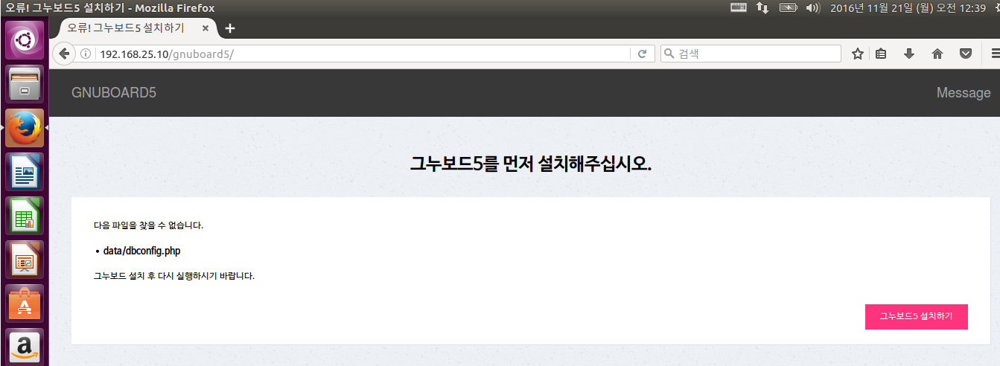 오류! 그누보드5 설치하기 - Mozilla Firefox
2016년 11월 21일 (월) 오전 12:39
오류! 그누보드5 설치하기
192.168.25.10/gnuboard5/
검색
GNUBOARD5
Message
그누보드5를 먼저 설치해주십시오.
다음 파일을 찾을 수 없습니다.
• data/dbconfig.php
그누보드 설치 후 다시 실행하시기 바랍니다.
그누보드5 설치하기